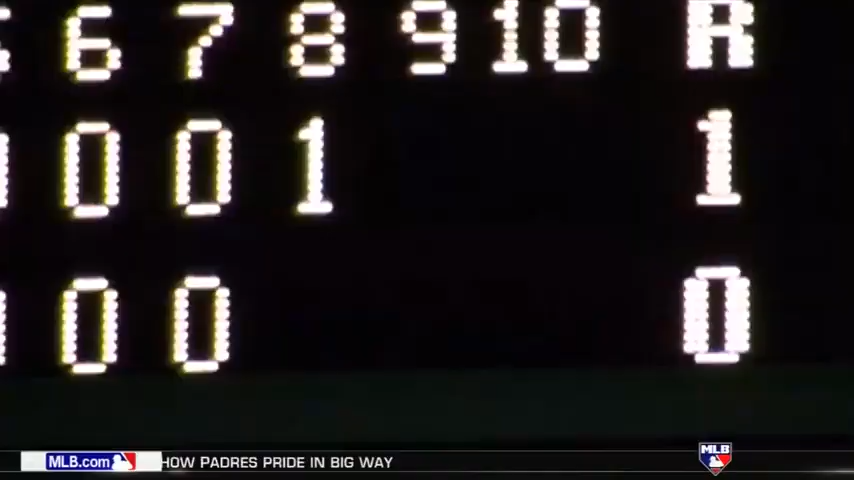 6 7 8 9 10 R
0 0 1 1
0 0 0
MLB.com HOW PADRES PRIDE IN BIG WAY MLB